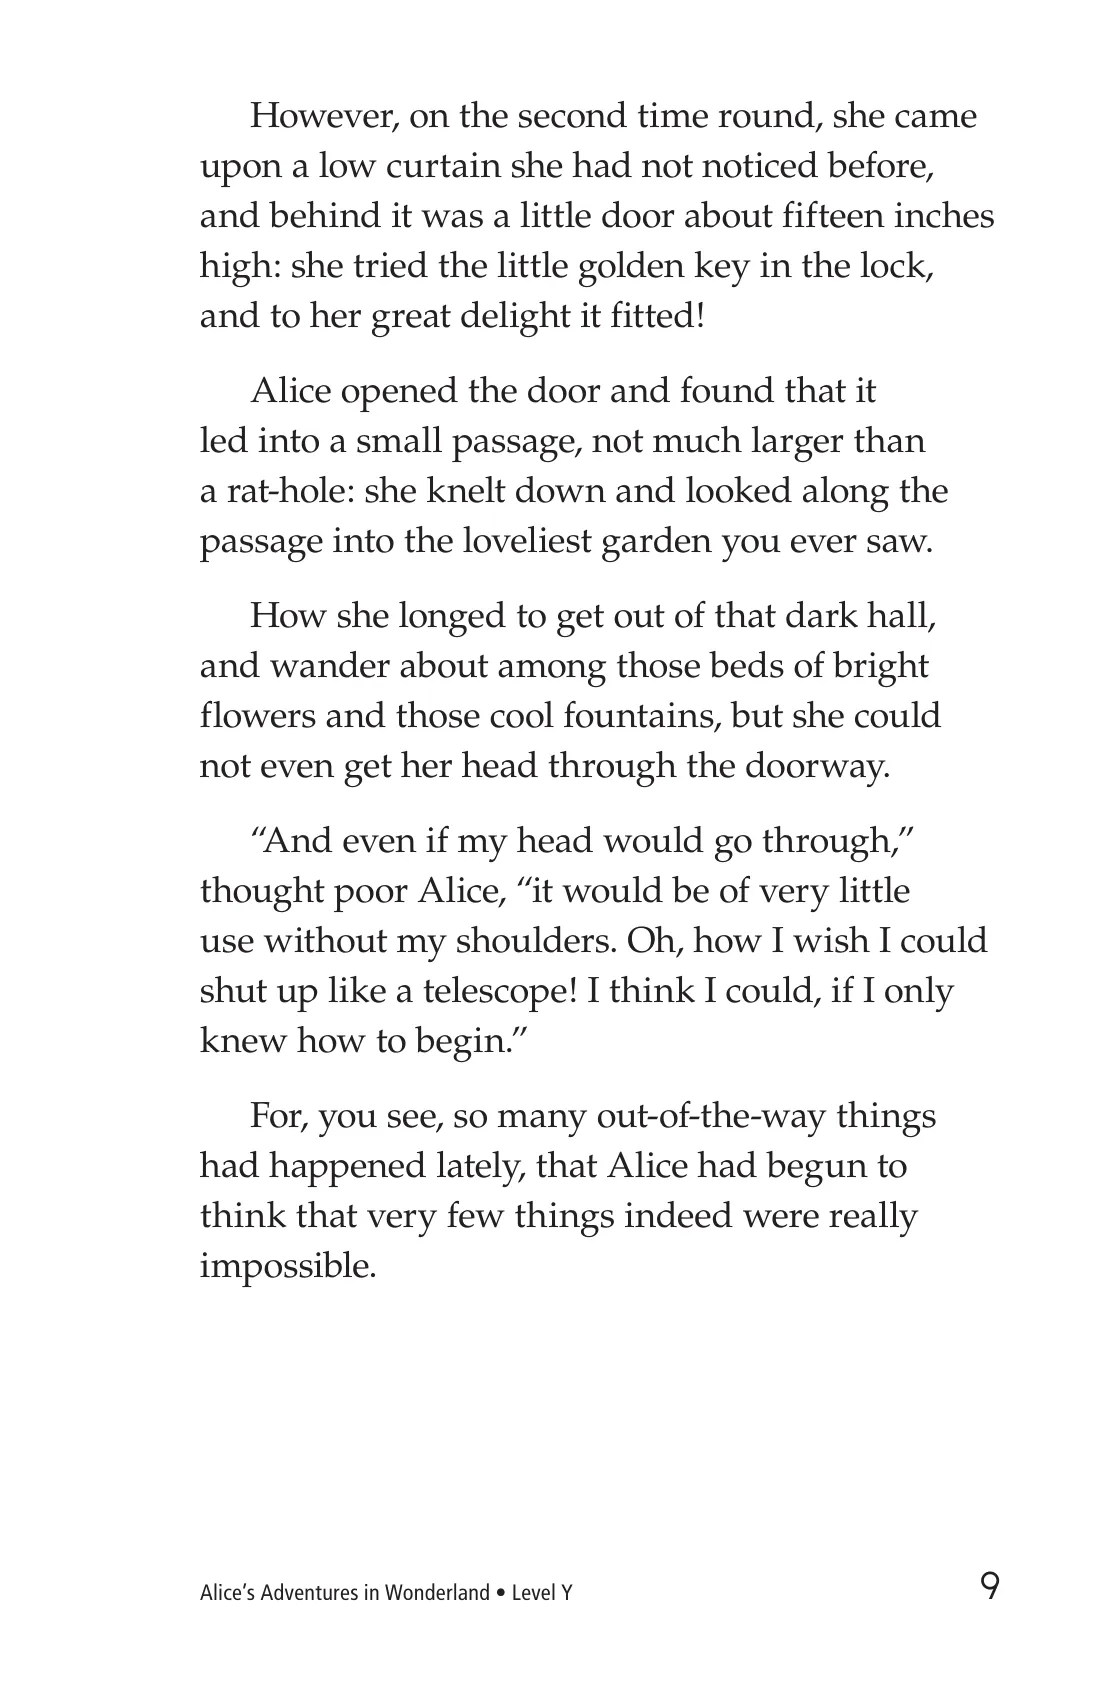 However, on the second time round, she came
upon a low curtain she had not noticed before,
and behind it was a little door about fifteen inches
high: she tried the little golden key in the lock,
and to her great delight it fitted!
Alice opened the door and found that it
led into a small passage, not much larger than
a rat-hole: she knelt down and looked along the
passage into the loveliest garden you ever saw.
How she longed to get out of that dark hall,
and wander about among those beds of bright
flowers and those cool fountains, but she could
not even get her head through the doorway.
“And even if my head would go through,”
thought poor Alice, “it would be of very little
use without my shoulders. Oh, how I wish I could
shut up like a telescope! I think I could, if I only
knew how to begin.”
For, you see, so many out-of-the-way things
had happened lately, that Alice had begun to
think that very few things indeed were really
impossible.
Alice’s Adventures in Wonderland • Level Y
9